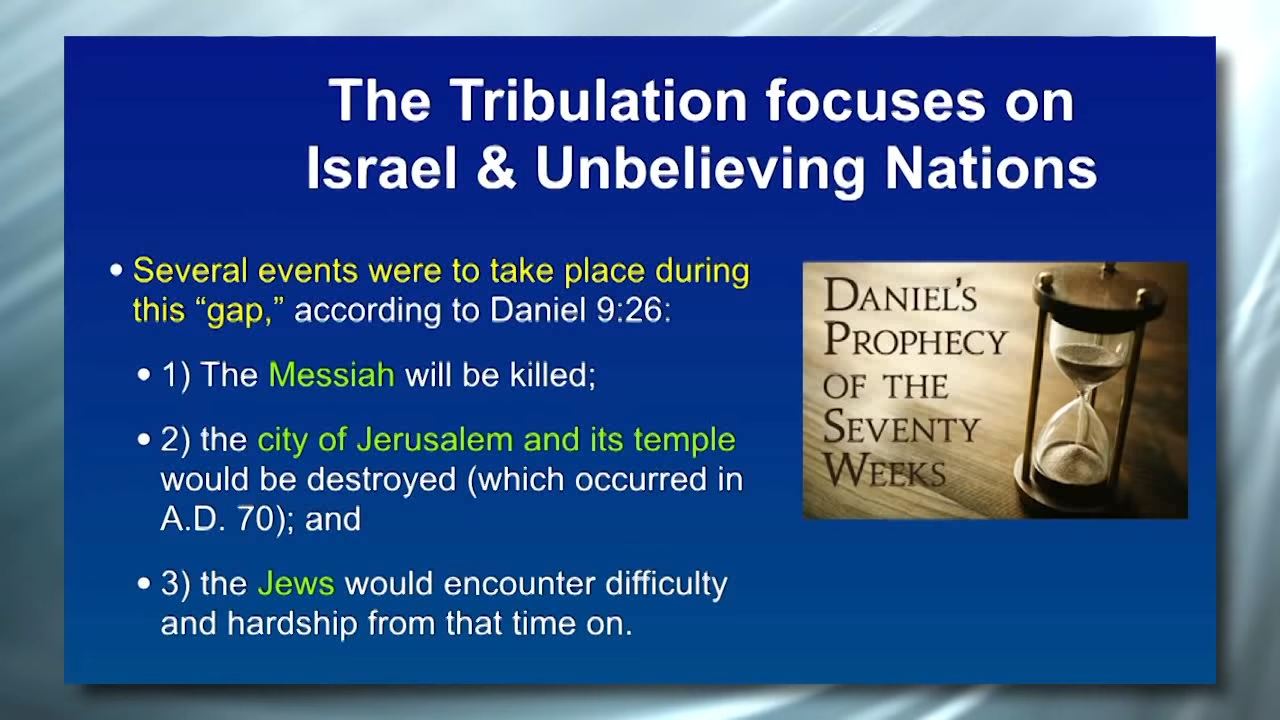 The Tribulation focuses on
Israel & Unbelieving Nations
• Several events were to take place during
this “gap,” according to Daniel 9:26:
• 1) The Messiah will be killed;
• 2) the city of Jerusalem and its temple
would be destroyed (which occurred in
A.D. 70); and
• 3) the Jews would encounter difficulty
and hardship from that time on.
DANIEL'S
PROPHECY
OF THE
SEVENTY
WEEKS